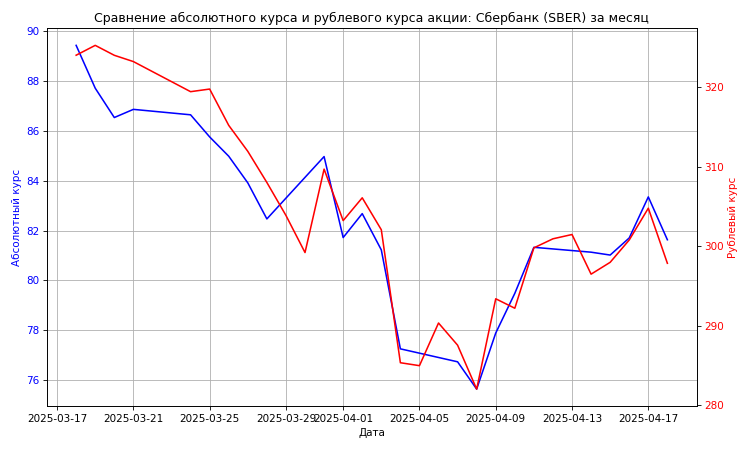 Сравнение абсолютного курса и рублевого курса акции: Сбербанк (SBER) за месяц
90
88
86
84
82
80
78
76
Абсолютный курс
320
310
300
290
280
Рублевый курс
2025-03-17 2025-03-21 2025-03-25 2025-03-29 2025-04-01 2025-04-05 2025-04-09 2025-04-13 2025-04-17
Дата